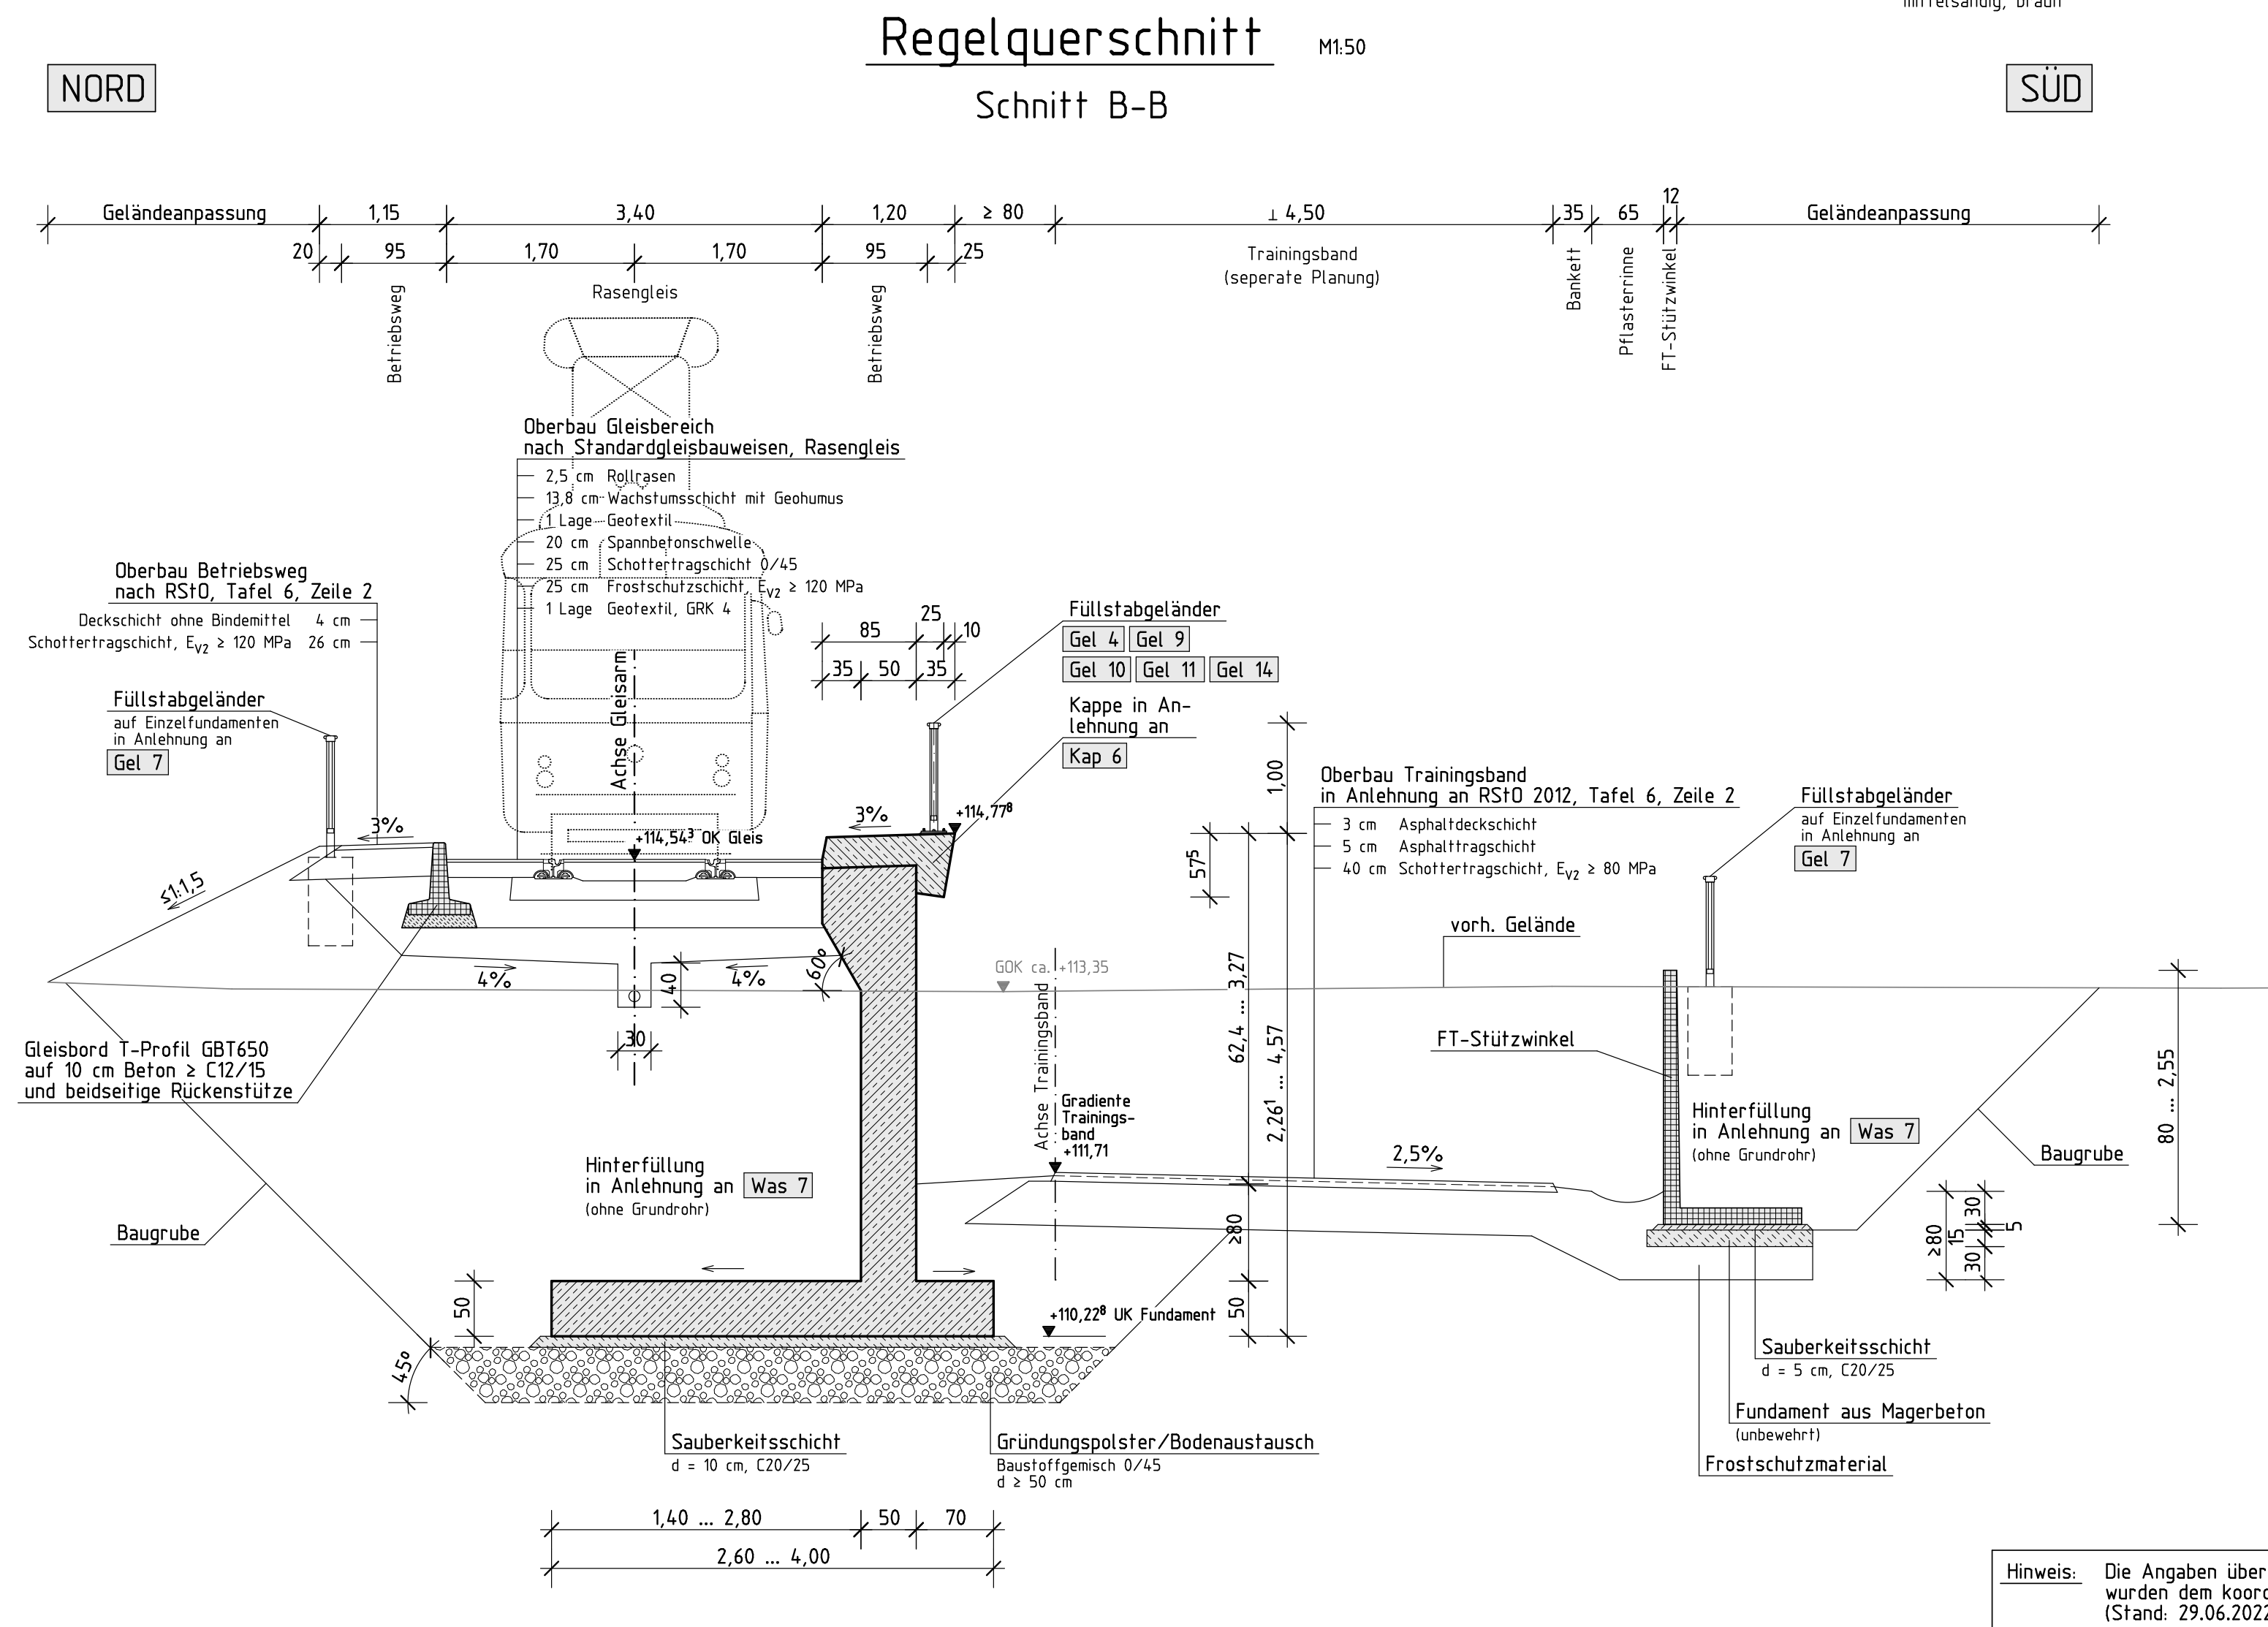 Regelquerschnitt M1:50
Schnitt B-B
NORD
SÜD
Geländeanpassung 1,15 3,40 1,20 ≥ 80 ⊥ 4,50 35 65 12 Geländeanpassung
20 95 1,70 1,70 95 25
Betriebsweg
Rasengleis
Betriebsweg
Trainingsband
(seperate Planung)
Bankett
Pflasterrinne
FT-Stützwinkel
Oberbau Gleisbereich
nach Standardgleisbauweisen, Rasengleis
2,5 cm Rollrasen
13,8 cm Wachstumsschicht mit Geohumus
1 Lage Geotextil
20 cm Spannbetonschwelle
25 cm Schottertragschicht 0/45
25 cm Frostschutzschicht, EV2 ≥ 120 MPa
1 Lage Geotextil, GRK 4
Oberbau Betriebsweg
nach RStO, Tafel 6, Zeile 2
Deckschicht ohne Bindemittel 4 cm
Schottertragschicht, EV2 ≥ 120 MPa 26 cm
Füllstabgeländer
auf Einzelfundamenten
in Anlehnung an
Gel 7
Achse Gleisarm
85 25 10
35 50 35
Füllstabgeländer
Gel 4 Gel 9
Gel 10 Gel 11 Gel 14
Kappe in An-
lehnung an
Kap 6
1,00
Oberbau Trainingsband
in Anlehnung an RStO 2012, Tafel 6, Zeile 2
3 cm Asphaltdeckschicht
5 cm Asphalttragschicht
40 cm Schottertragschicht, EV2 ≥ 80 MPa
Füllstabgeländer
auf Einzelfundamenten
in Anlehnung an
Gel 7
3%
3%
+114,77⁸
+114,54³ OK Gleis
57⁵
≤1:1,5
vorh. Gelände
4%
4%
40
60°
30
GOK ca. +113,35
62,4 ... 3,27
2,26¹ ... 4,57
Achse Trainingsband
FT-Stützwinkel
Gleisbord T-Profil GBT650
auf 10 cm Beton ≥ C12/15
und beidseitige Rückenstütze
Gradiente
Trainings-
band
+111,71
80 ... 2,55
Hinterfüllung
in Anlehnung an Was 7
(ohne Grundrohr)
Baugrube
2,5%
Hinterfüllung
in Anlehnung an Was 7
(ohne Grundrohr)
Baugrube
≥80
≥80
15
30
5
30
50
50
+110,22⁸ UK Fundament
45°
Sauberkeitsschicht
d = 5 cm, C20/25
Fundament aus Magerbeton
(unbewehrt)
Frostschutzmaterial
Sauberkeitsschicht
d = 10 cm, C20/25
Gründungspolster/Bodenaustausch
Baustoffgemisch 0/45
d ≥ 50 cm
1,40 ... 2,80 50 70
2,60 ... 4,00
Hinweis: Die Angaben über
wurden dem koord
(Stand: 29.06.2022